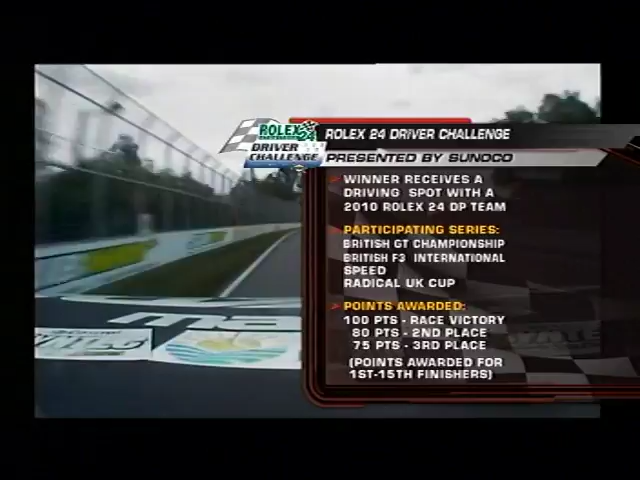 ROLEX 24
DRIVER
CHALLENGE
ROLEX 24 DRIVER CHALLENGE
PRESENTED BY SUNOCO
WINNER RECEIVES A
DRIVING SPOT WITH A
2010 ROLEX 24 DP TEAM
PARTICIPATING SERIES:
BRITISH GT CHAMPIONSHIP
BRITISH F3 INTERNATIONAL
SPEED
RADICAL UK CUP
POINTS AWARDED:
100 PTS - RACE VICTORY
80 PTS - 2ND PLACE
75 PTS - 3RD PLACE
(POINTS AWARDED FOR
1ST-15TH FINISHERS)